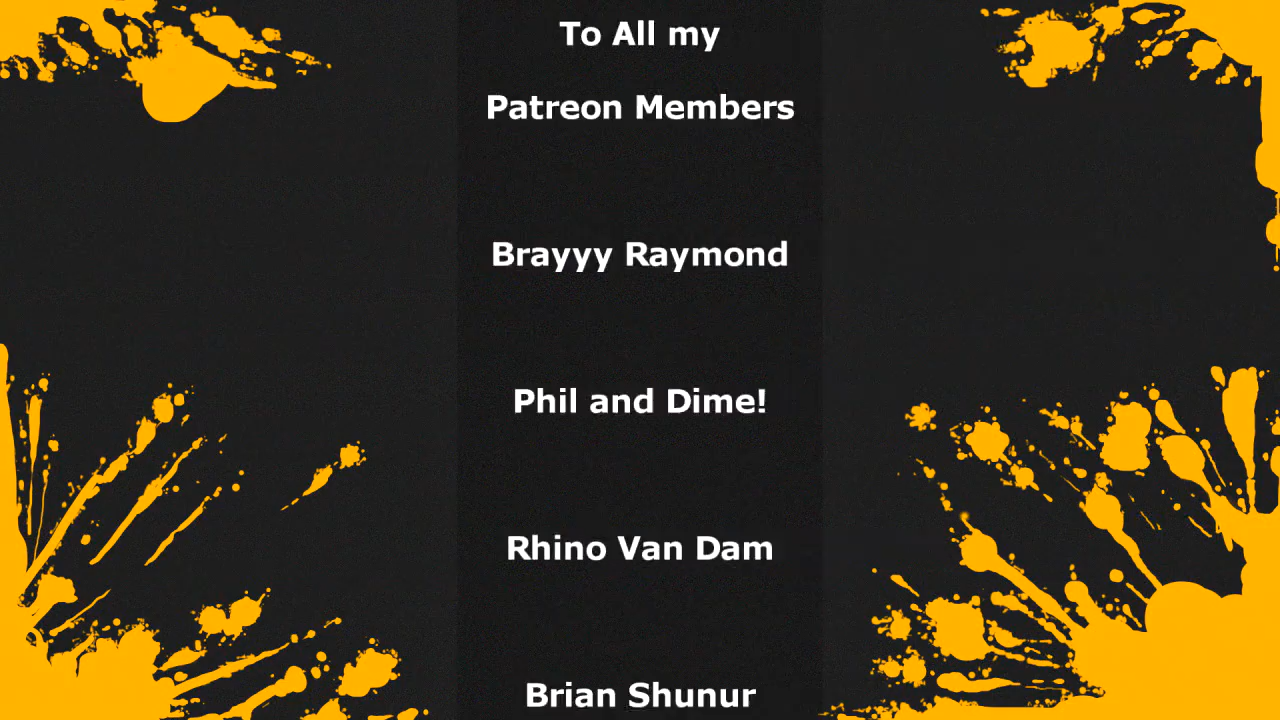 To All my
Patreon Members
Brayyy Raymond
Phil and Dime!
Rhino Van Dam
Brian Shunur